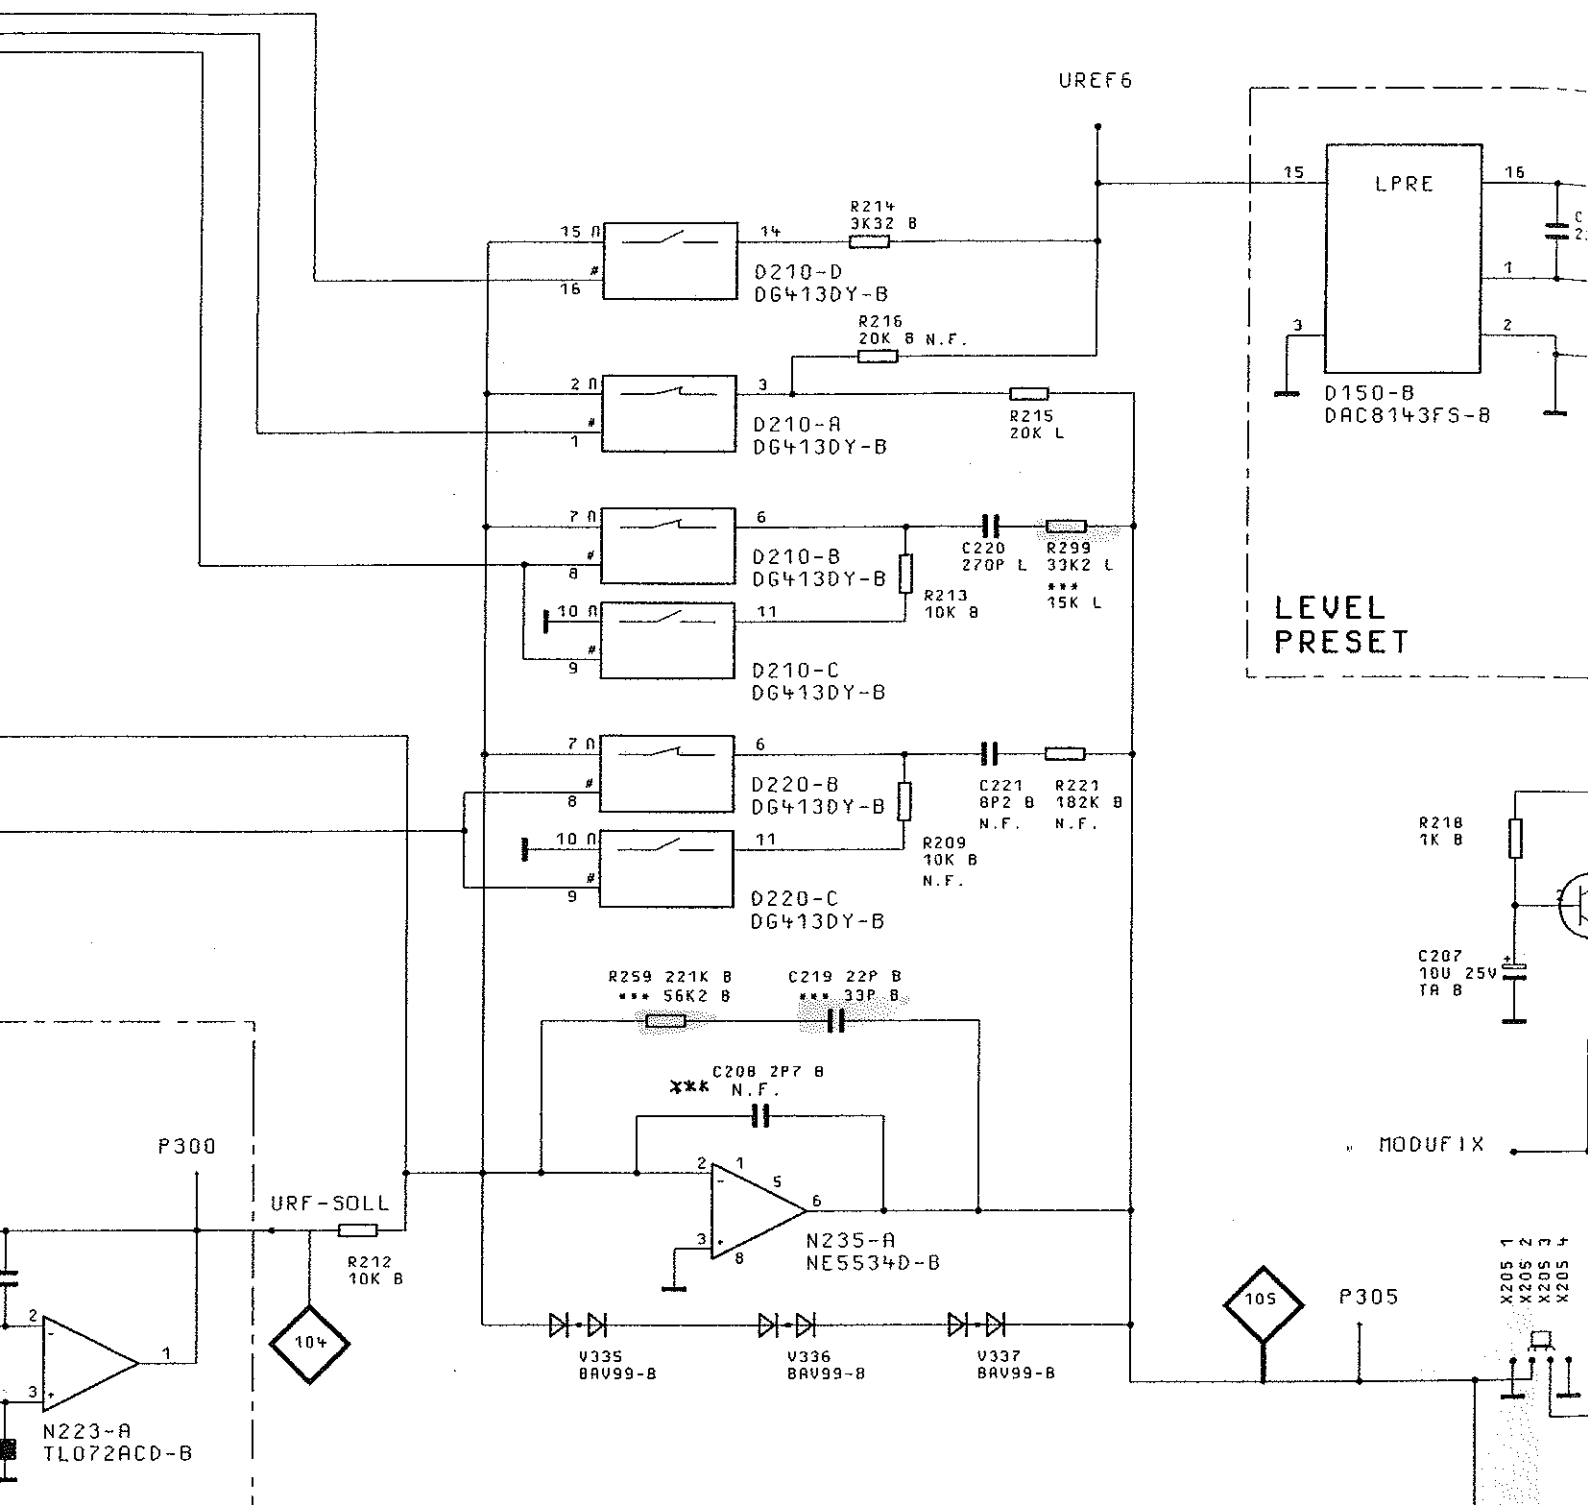 UREF6
15
LPRE
16
1
3
2
D150-B
DAC8143FS-B
LEVEL
PRESET
R214
3K32 B
15 n
14
#
16
D210-D
DG413DY-B
R216
20K B N.F.
2 n
3
#
1
D210-A
DG413DY-B
R215
20K L
7 n
6
#
8
D210-B
DG413DY-B
C220
270P L
R299
33K2 L
***
15K L
R213
10K B
10 n
11
#
9
D210-C
DG413DY-B
7 n
6
#
8
D220-B
DG413DY-B
C221
8P2 B
N.F.
R221
182K B
N.F.
R209
10K B
N.F.
10 n
11
#
9
D220-C
DG413DY-B
R218
1K B
2
C207
10U 25V
TA B
+
R259 221K B
*** 56K2 B
C219 22P B
*** 33P B
C208 2P7 B
*** N.F.
P300
URF-SOLL
R212
10K B
104
2
1
3
N223-A
TL072ACD-B
2
1
5
6
3
8
N235-A
NE5534D-B
V335
BAV99-B
V336
BAV99-B
V337
BAV99-B
MODUFIX
105
P305
X205 1
X205 2
X205 3
X205 4